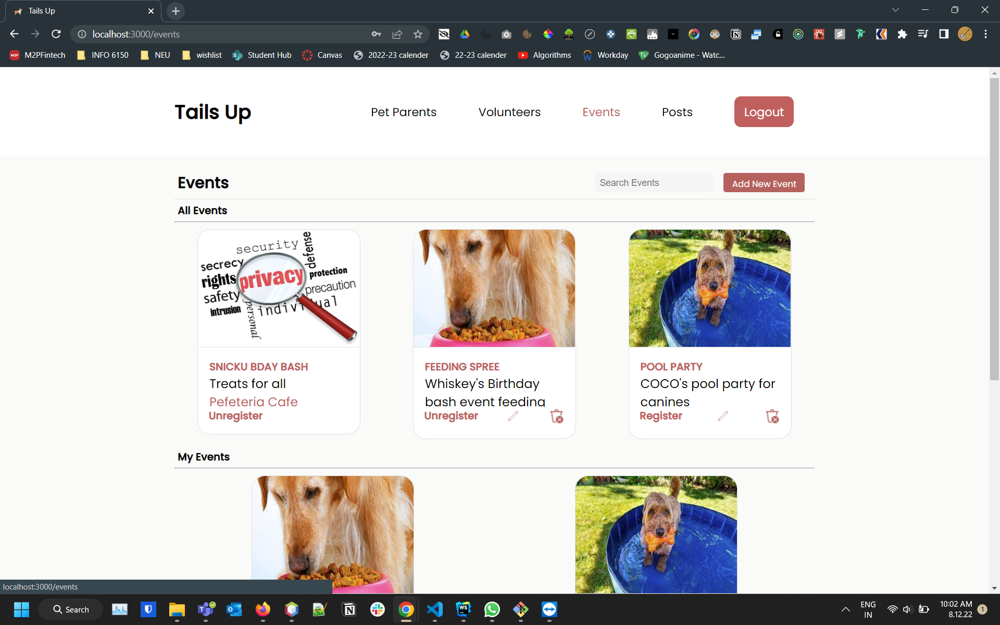 Tails Up
localhost:3000/events
M2P
M2PFintech
INFO 6150
NEU
wishlist
Student Hub
Canvas
2022-23 calender
22-23 calender
Algorithms
Workday
Gogoanime - Watc...
Tails Up
Pet Parents
Volunteers
Events
Posts
Logout
Events
Search Events
Add New Event
All Events
security
defense
secrecy
rights
privacy
protection
precaution
safety
intrusion
personal
individual
SNICKU BDAY BASH
Treats for all
Pefeteria Cafe
Unregister
FEEDING SPREE
Whiskey's Birthday
bash event feeding
Unregister
POOL PARTY
COCO's pool party for
canines
Register
My Events
localhost:3000/events
Search
WS
ENG
IN
10:02 AM
8.12.22
1